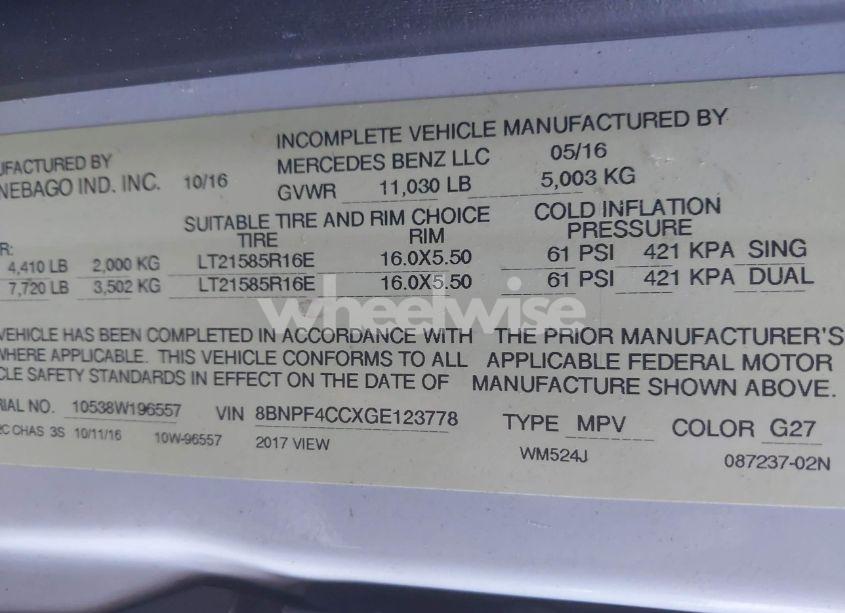 INCOMPLETE VEHICLE MANUFACTURED BY
UFACTURED BY MERCEDES BENZ LLC 05/16
NEBAGO IND. INC. 10/16 GVWR 11,030 LB 5,003 KG
SUITABLE TIRE AND RIM CHOICE COLD INFLATION
TIRE RIM PRESSURE
R:
4,410 LB 2,000 KG LT21585R16E 16.0X5.50 61 PSI 421 KPA SING
7,720 LB 3,502 KG LT21585R16E 16.0X5.50 61 PSI 421 KPA DUAL
wheelwise
VEHICLE HAS BEEN COMPLETED IN ACCORDANCE WITH THE PRIOR MANUFACTURER'S
WHERE APPLICABLE. THIS VEHICLE CONFORMS TO ALL APPLICABLE FEDERAL MOTOR
CLE SAFETY STANDARDS IN EFFECT ON THE DATE OF MANUFACTURE SHOWN ABOVE.
RIAL NO. 10538W196557 VIN 8BNPF4CCXGE123778 TYPE MPV COLOR G27
2C CHAS 3S 10/11/16 10W-96557 2017 VIEW WM524J 087237-02N